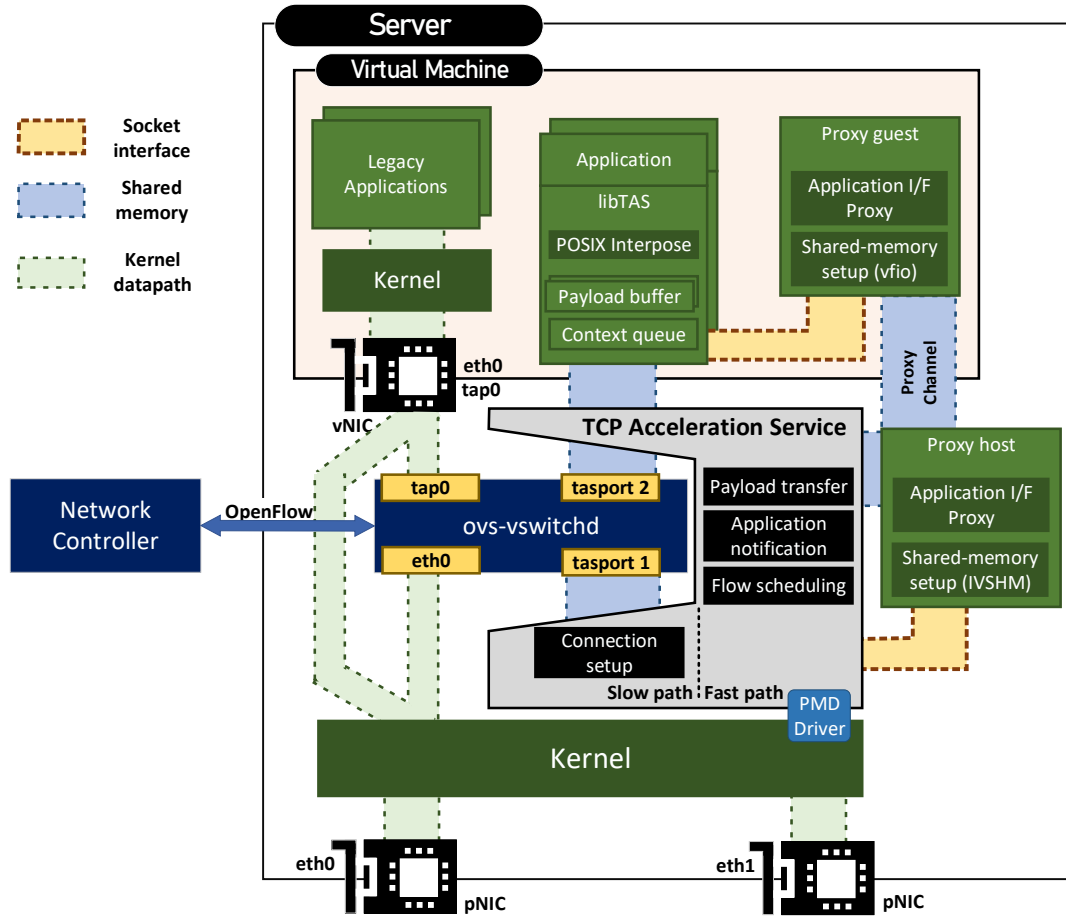 Server
Virtual Machine
Socket
interface
Shared
memory
Kernel
datapath
Legacy
Applications
Kernel
Application
libTAS
POSIX Interpose
Payload buffer
Context queue
Proxy guest
Application I/F
Proxy
Shared-memory
setup (vfio)
eth0
tap0
vNIC
Proxy
Channel
TCP Acceleration Service
Payload transfer
Application
notification
Flow scheduling
Connection
setup
Slow path
Fast path
PMD
Driver
Proxy host
Application I/F
Proxy
Shared-memory
setup (IVSHM)
Network
Controller
OpenFlow
tap0
tasport 2
ovs-vswitchd
eth0
tasport 1
Kernel
eth0
pNIC
eth1
pNIC